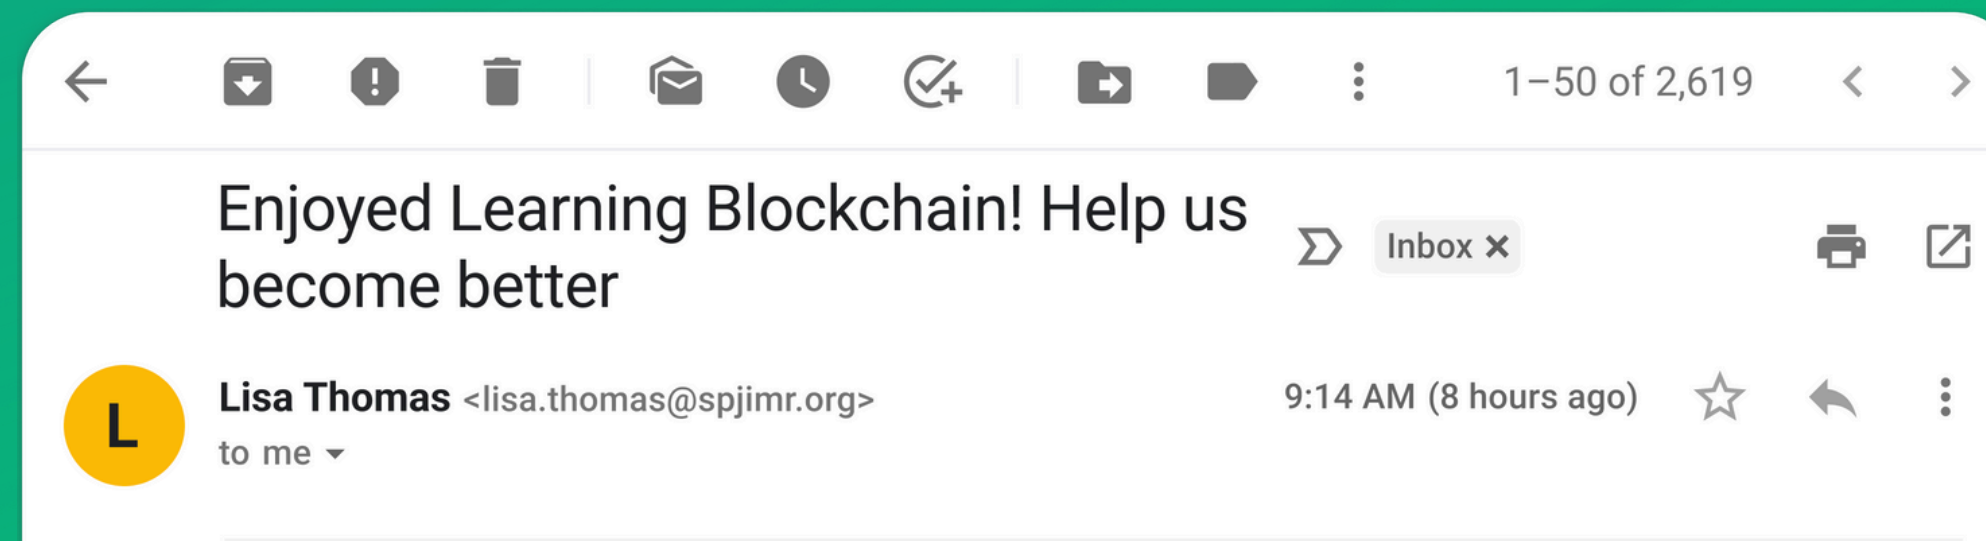 1–50 of 2,619
Enjoyed Learning Blockchain! Help us
become better
Inbox
L
Lisa Thomas <lisa.thomas@spjimr.org>
9:14 AM (8 hours ago)
to me